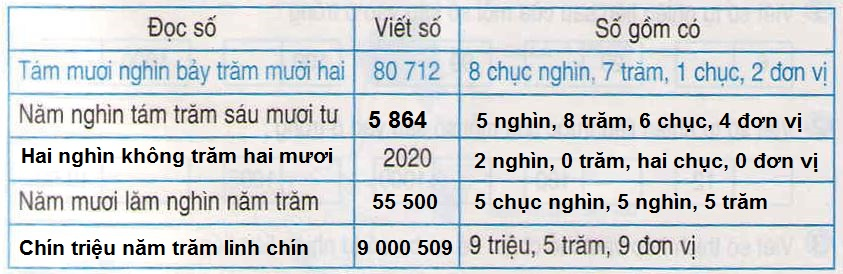 Đọc số Viết số Số gồm có
Tám mươi nghìn bảy trăm mười hai 80 712 8 chục nghìn, 7 trăm, 1 chục, 2 đơn vị
Năm nghìn tám trăm sáu mươi tư 5 864 5 nghìn, 8 trăm, 6 chục, 4 đơn vị
Hai nghìn không trăm hai mươi 2020 2 nghìn, 0 trăm, hai chục, 0 đơn vị
Năm mươi lăm nghìn năm trăm 55 500 5 chục nghìn, 5 nghìn, 5 trăm
Chín triệu năm trăm linh chín 9 000 509 9 triệu, 5 trăm, 9 đơn vị